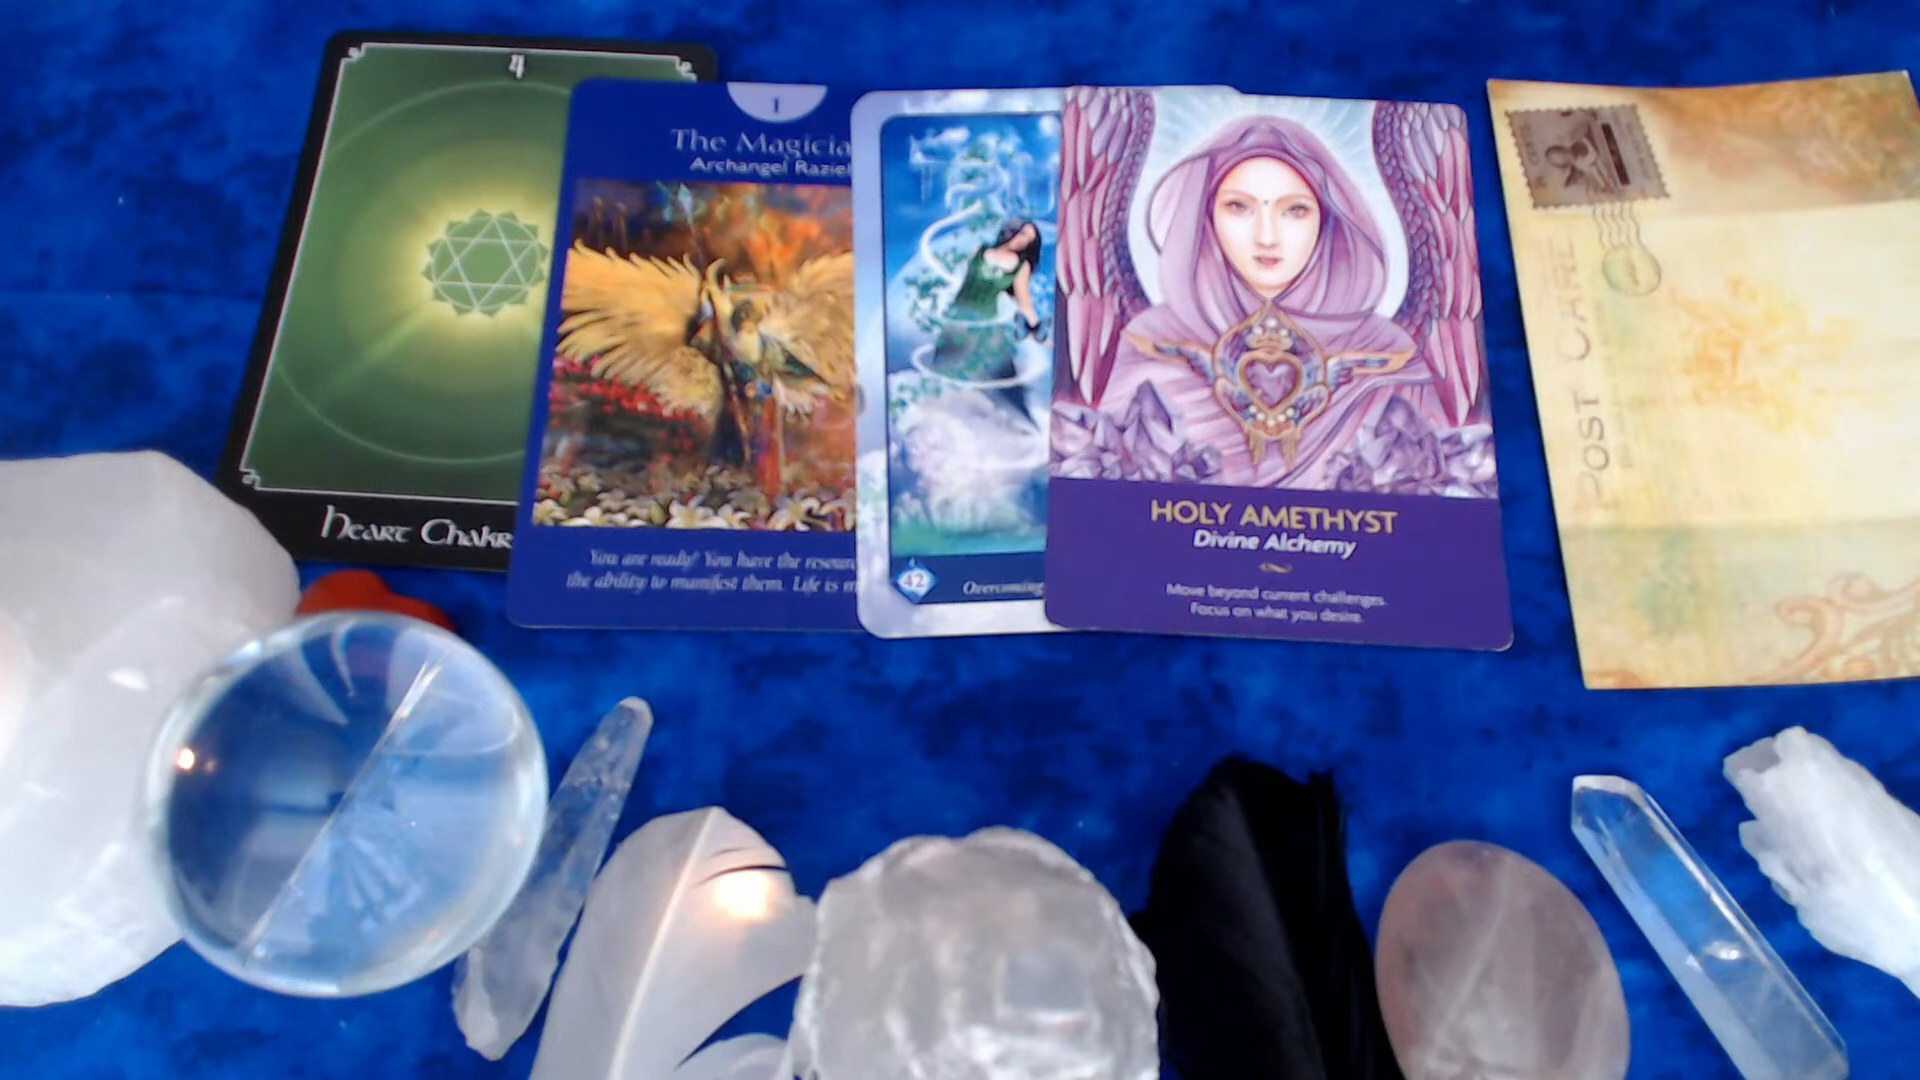 4
Heart Chakr
1
The Magicia
Archangel Raziel
You are ready! You have the resour
the ability to manifest them. Life is m
42
Overcoming
HOLY AMETHYST
Divine Alchemy
Move beyond current challenges.
Focus on what you desire.
POST CARTE